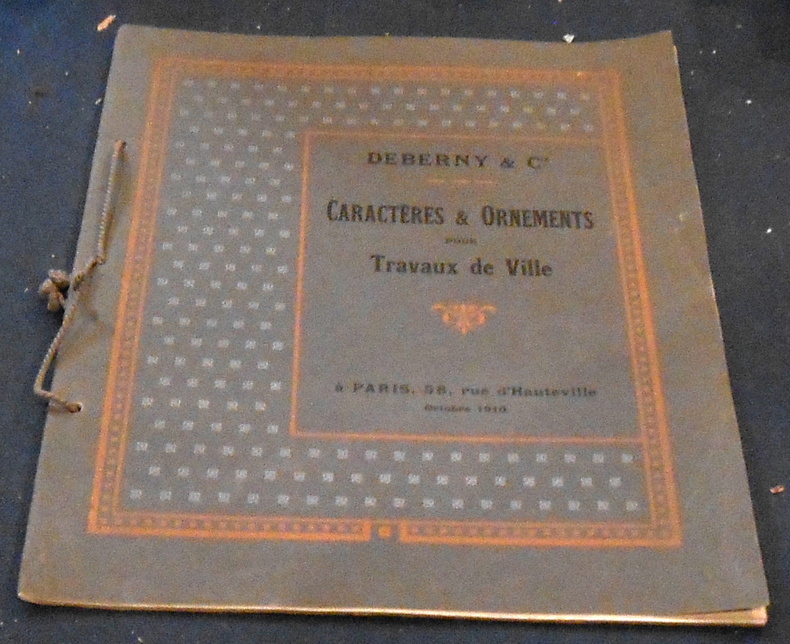 DEBERNY & Cie
CARACTÈRES & ORNEMENTS
POUR
Travaux de Ville
à PARIS, 58, rue d'Hauteville
Octobre 1910